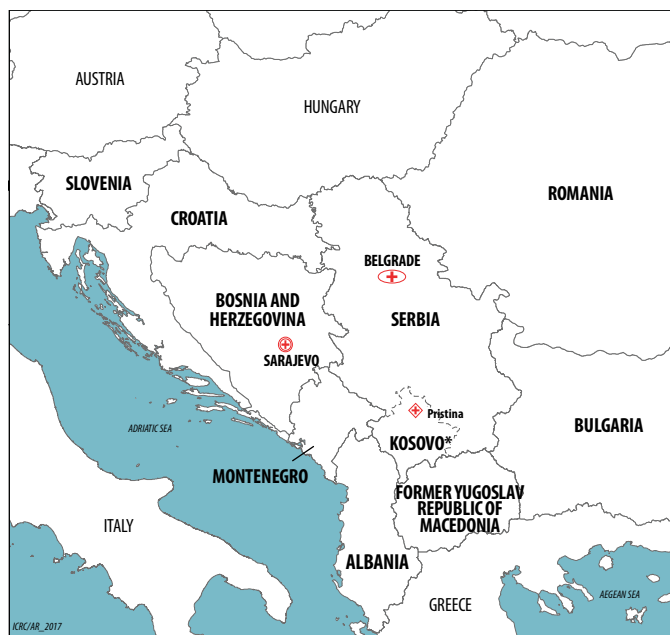 AUSTRIA
HUNGARY
SLOVENIA
ROMANIA
CROATIA
BELGRADE
BOSNIA AND
HERZEGOVINA
SERBIA
SARAJEVO
Pristina
ADRIATIC SEA
BULGARIA
KOSOVO*
MONTENEGRO
FORMER YUGOSLAV
REPUBLIC OF
MACEDONIA
ITALY
ALBANIA
AEGEAN SEA
GREECE
ICRC/AR_2017